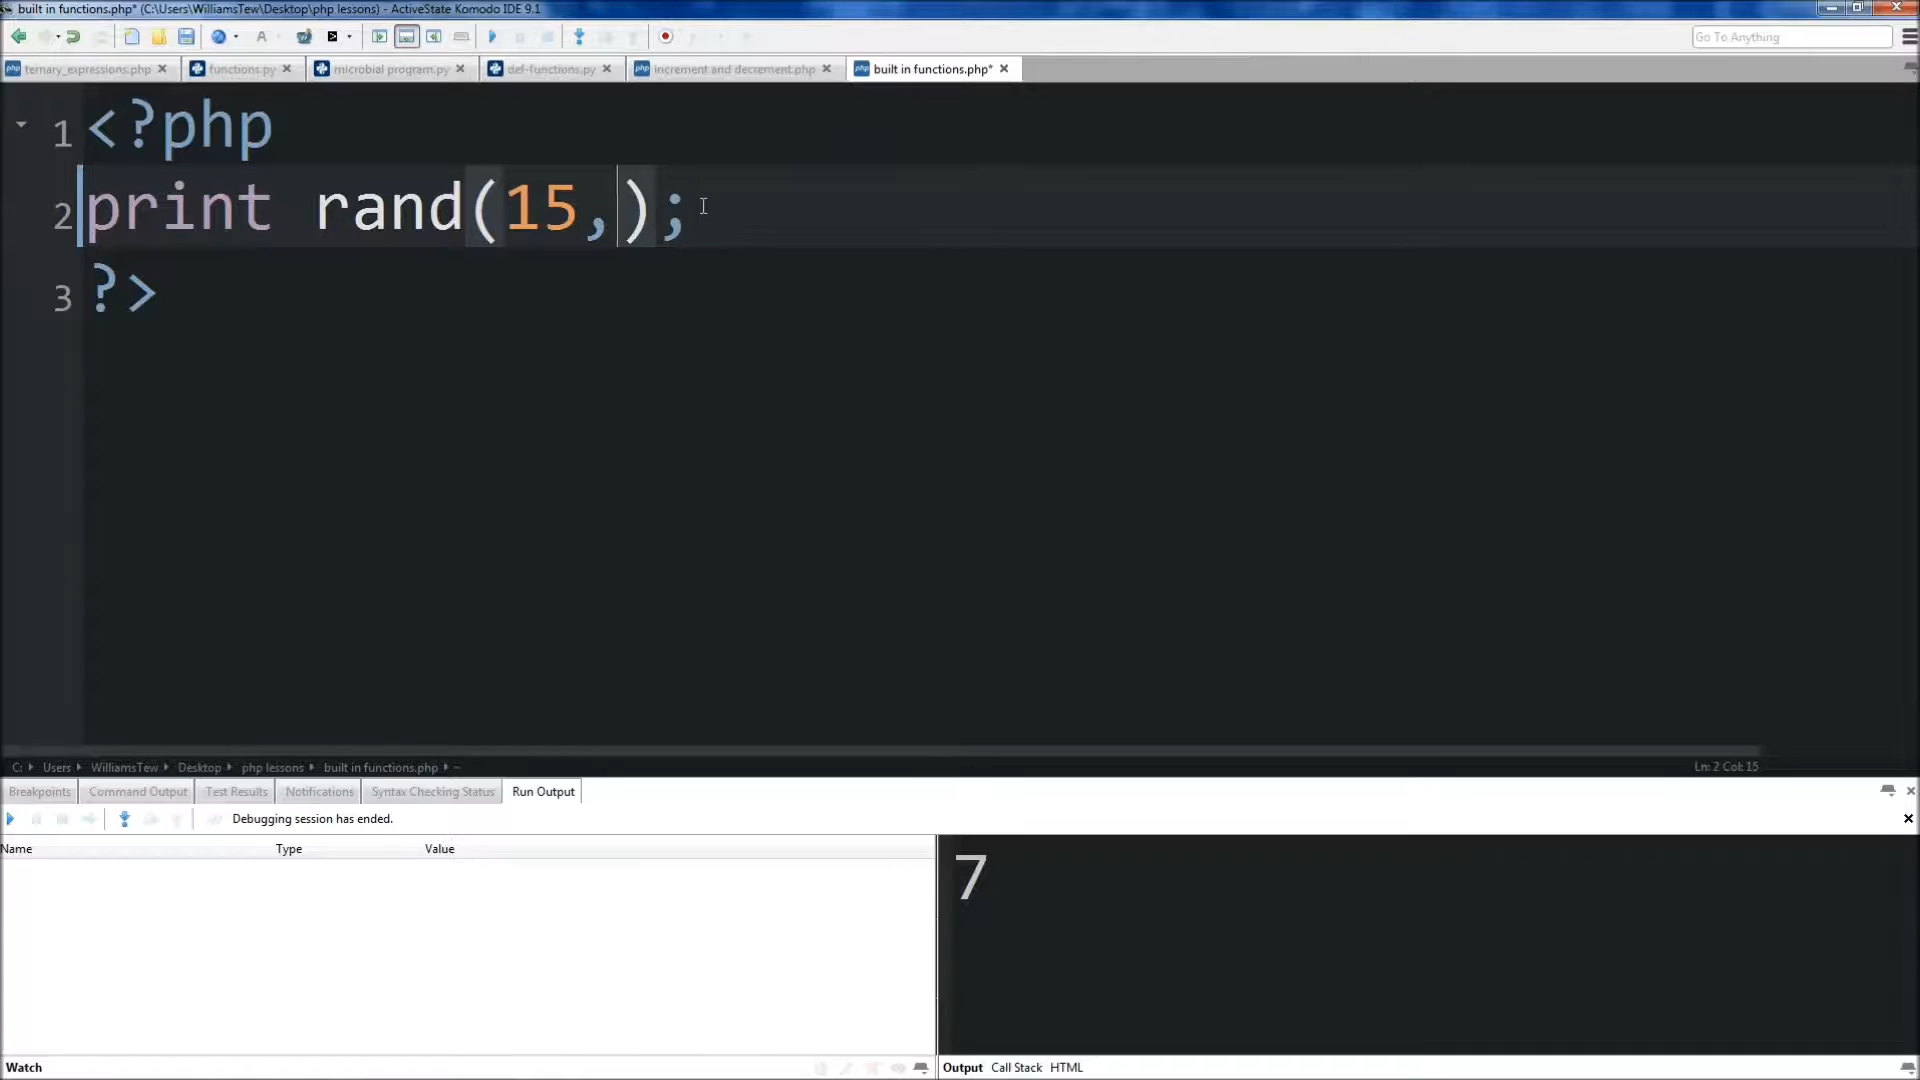 built in functions.php* (C:\Users\WilliamsTew\Desktop\php lessons) - ActiveState Komodo IDE 9.1
Go To Anything
ternary_expressions.php functions.py microbial program.py def-functions.py increment and decrement.php built in functions.php*
1 <?php
2 print rand(15,);
3 ?>
C: Users WilliamsTew Desktop php lessons built in functions.php Ln: 2 Col: 15
Breakpoints Command Output Test Results Notifications Syntax Checking Status Run Output
Debugging session has ended.
Name Type Value
7
Watch Output Call Stack HTML